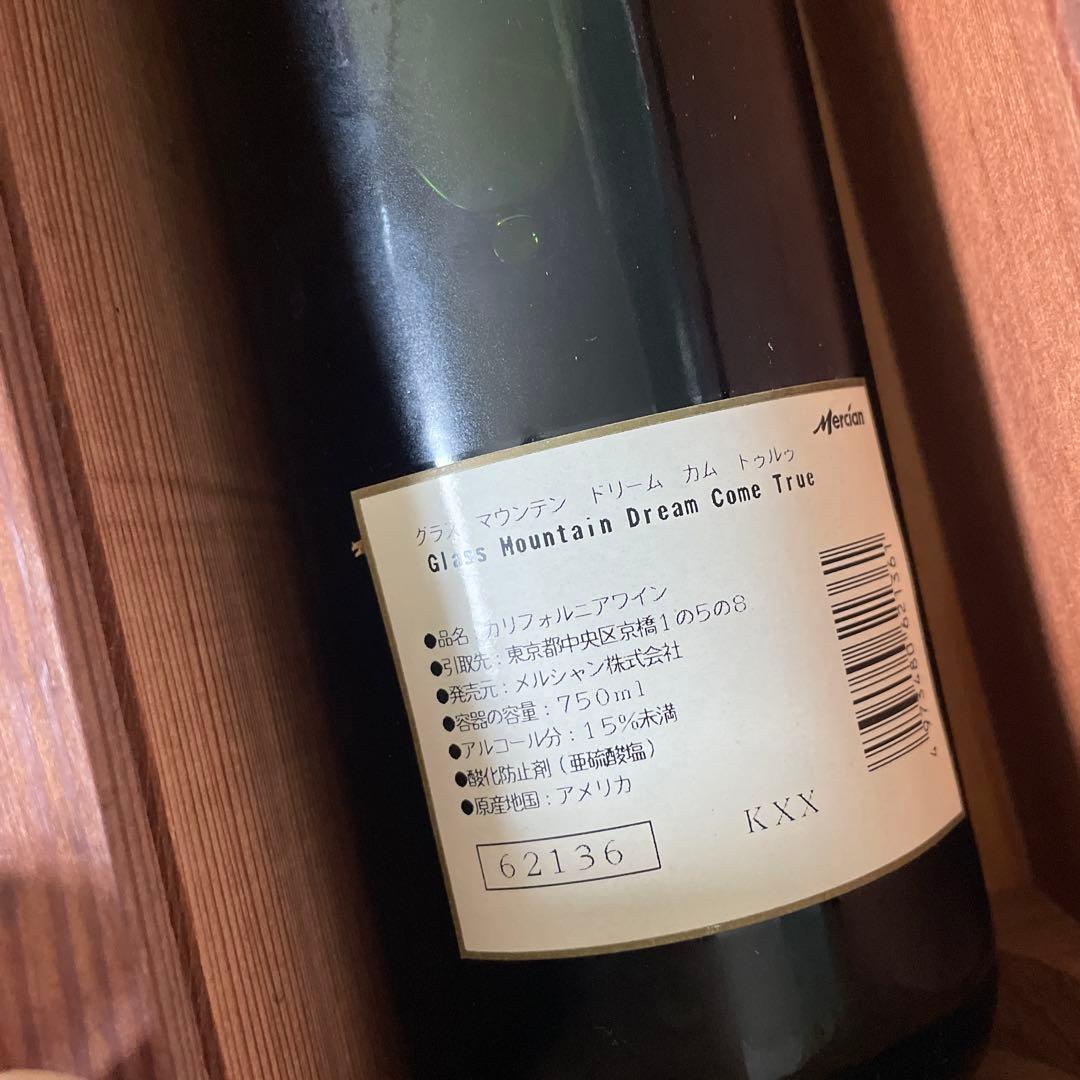 Mercian
グラス マウンテン ドリーム カム トゥルゥ
Glass Mountain Dream Come True
●品名:カリフォルニアワイン
●引取先:東京都中央区京橋1の5の8
●発売元:メルシャン株式会社
●容器の容量:750ml
●アルコール分:15%未満
●酸化防止剤(亜硫酸塩)
●原産地国:アメリカ
62136
KXX
4973480621361